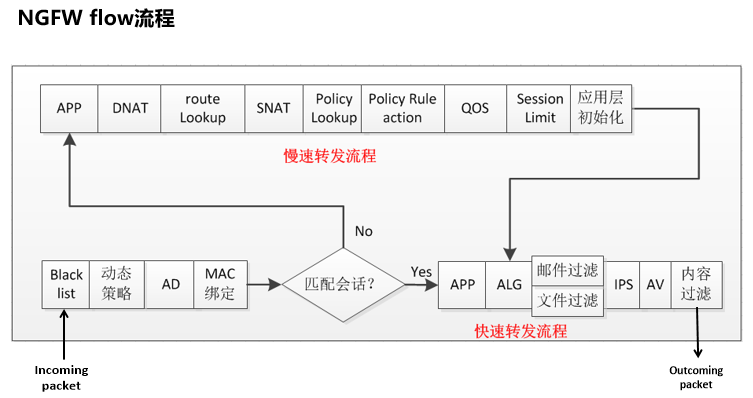 NGFW flow流程
APP
DNAT
route
Lookup
SNAT
Policy
Lookup
Policy Rule
action
QOS
Session
Limit
应用层
初始化
慢速转发流程
No
Black
list
动态
策略
AD
MAC
绑定
匹配会话?
Yes
APP
ALG
邮件过滤
文件过滤
IPS
AV
内容
过滤
快速转发流程
Incoming
packet
Outcoming
packet